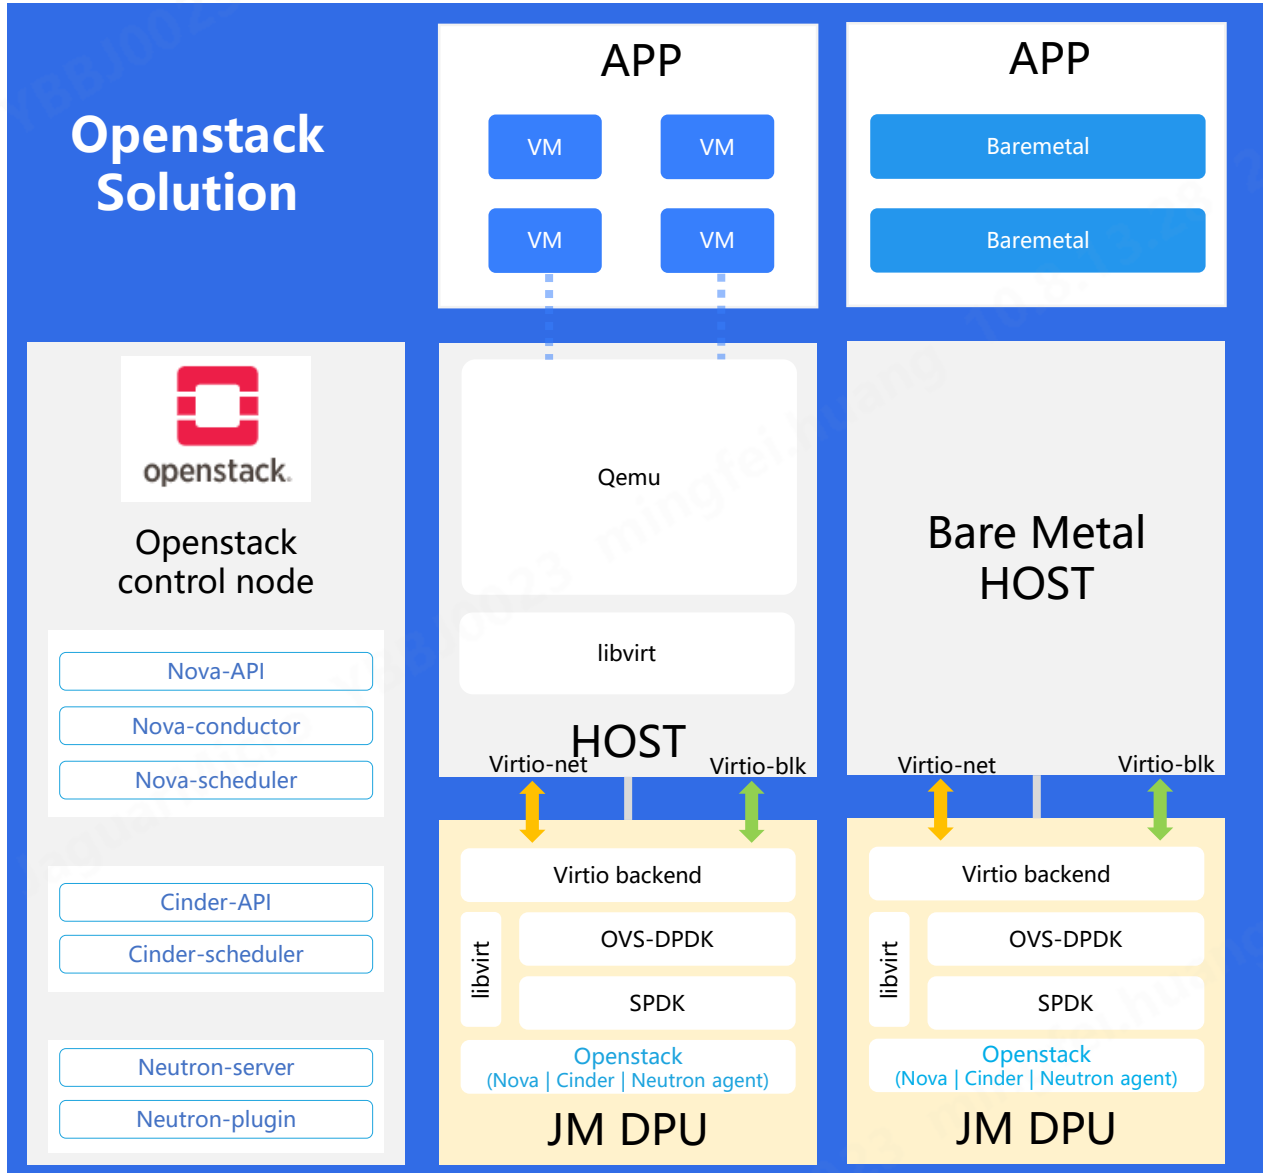 Openstack
Solution
APP
VM
VM
VM
VM
APP
Baremetal
Baremetal
openstack.
Openstack
control node
Nova-API
Nova-conductor
Nova-scheduler
Cinder-API
Cinder-scheduler
Neutron-server
Neutron-plugin
Qemu
libvirt
HOST
Virtio-net
Virtio-blk
Virtio backend
libvirt
OVS-DPDK
SPDK
Openstack
(Nova | Cinder | Neutron agent)
JM DPU
Bare Metal
HOST
Virtio-net
Virtio-blk
Virtio backend
libvirt
OVS-DPDK
SPDK
Openstack
(Nova | Cinder | Neutron agent)
JM DPU